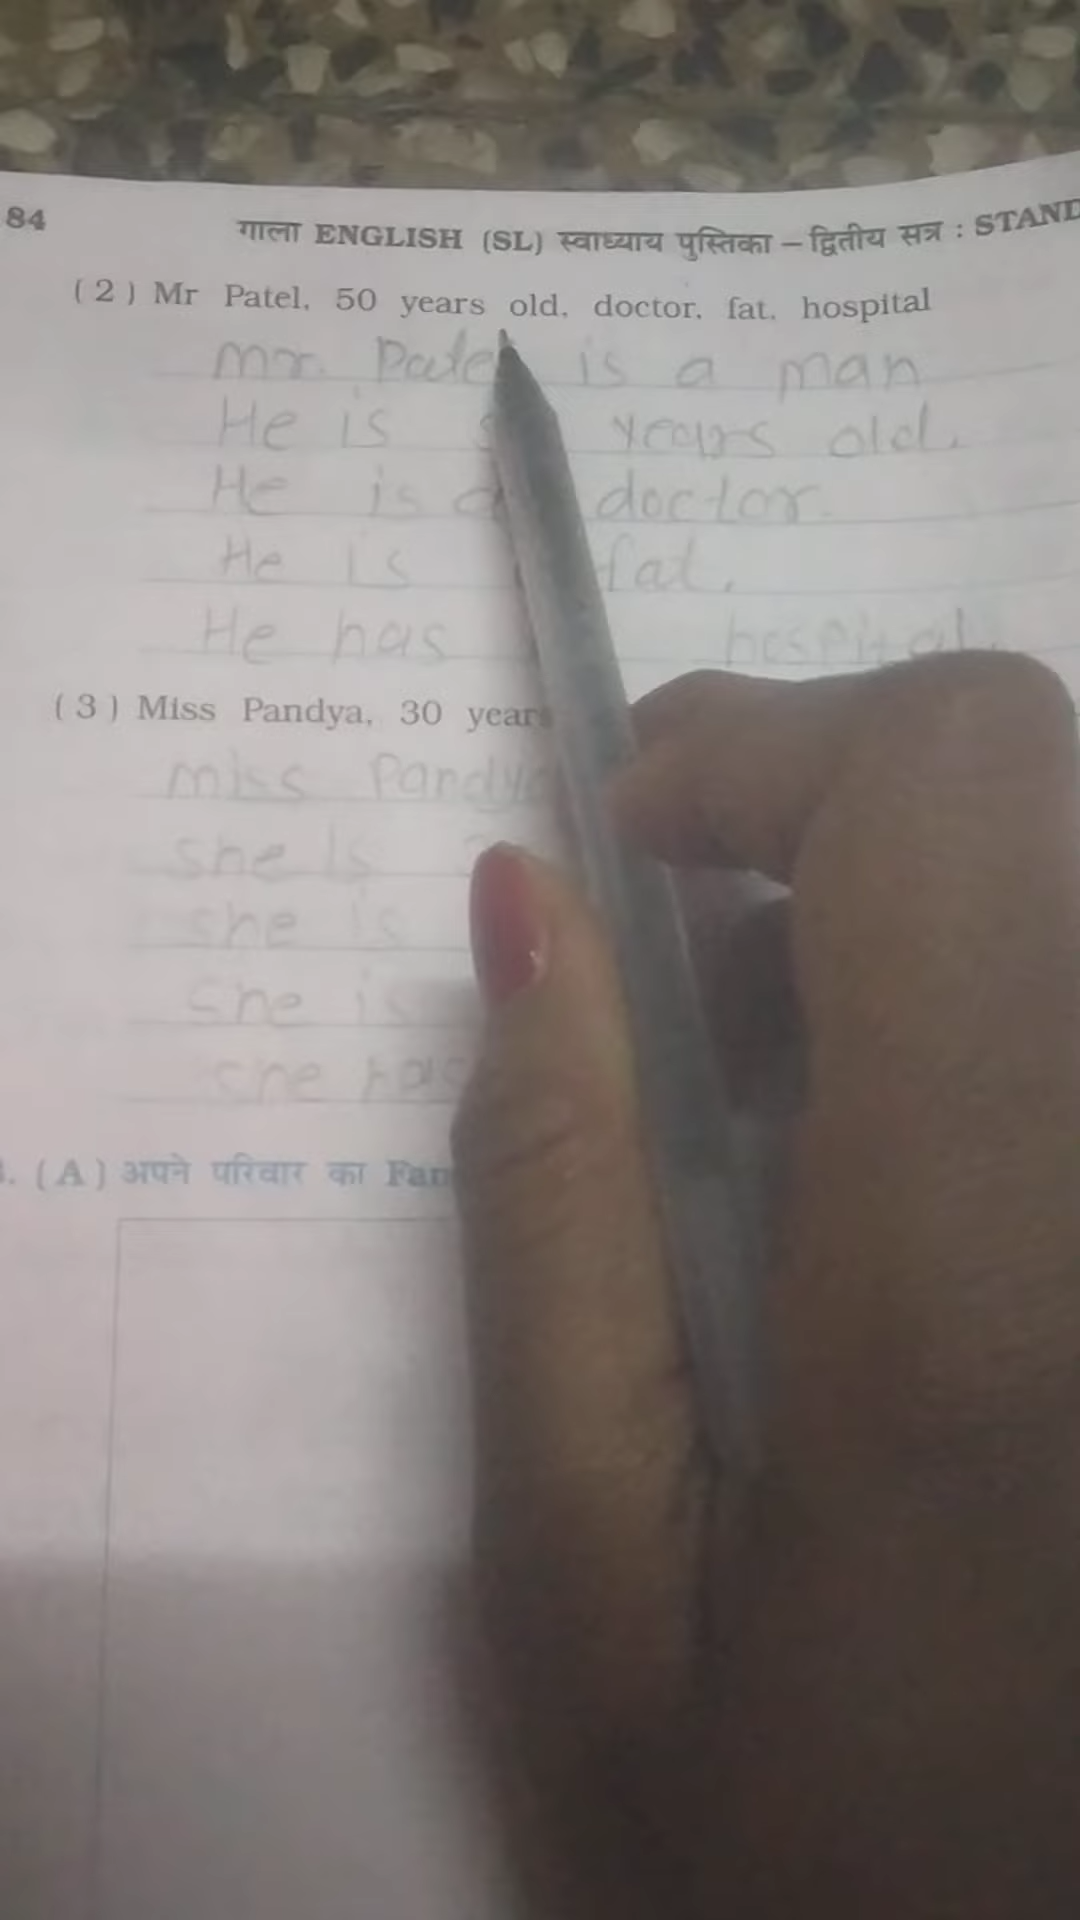 84
गाला ENGLISH (SL) स्वाध्याय पुस्तिका – द्वितीय सत्र : STAND
(2) Mr Patel, 50 years old, doctor, fat, hospital
Mr. Patel is a man
He is years old.
He is a doctor.
He is fat.
He has hospital.
(3) Miss Pandya, 30 years
miss Pandya
she is
she is
she is
she has
(A) अपने परिवार का Fam